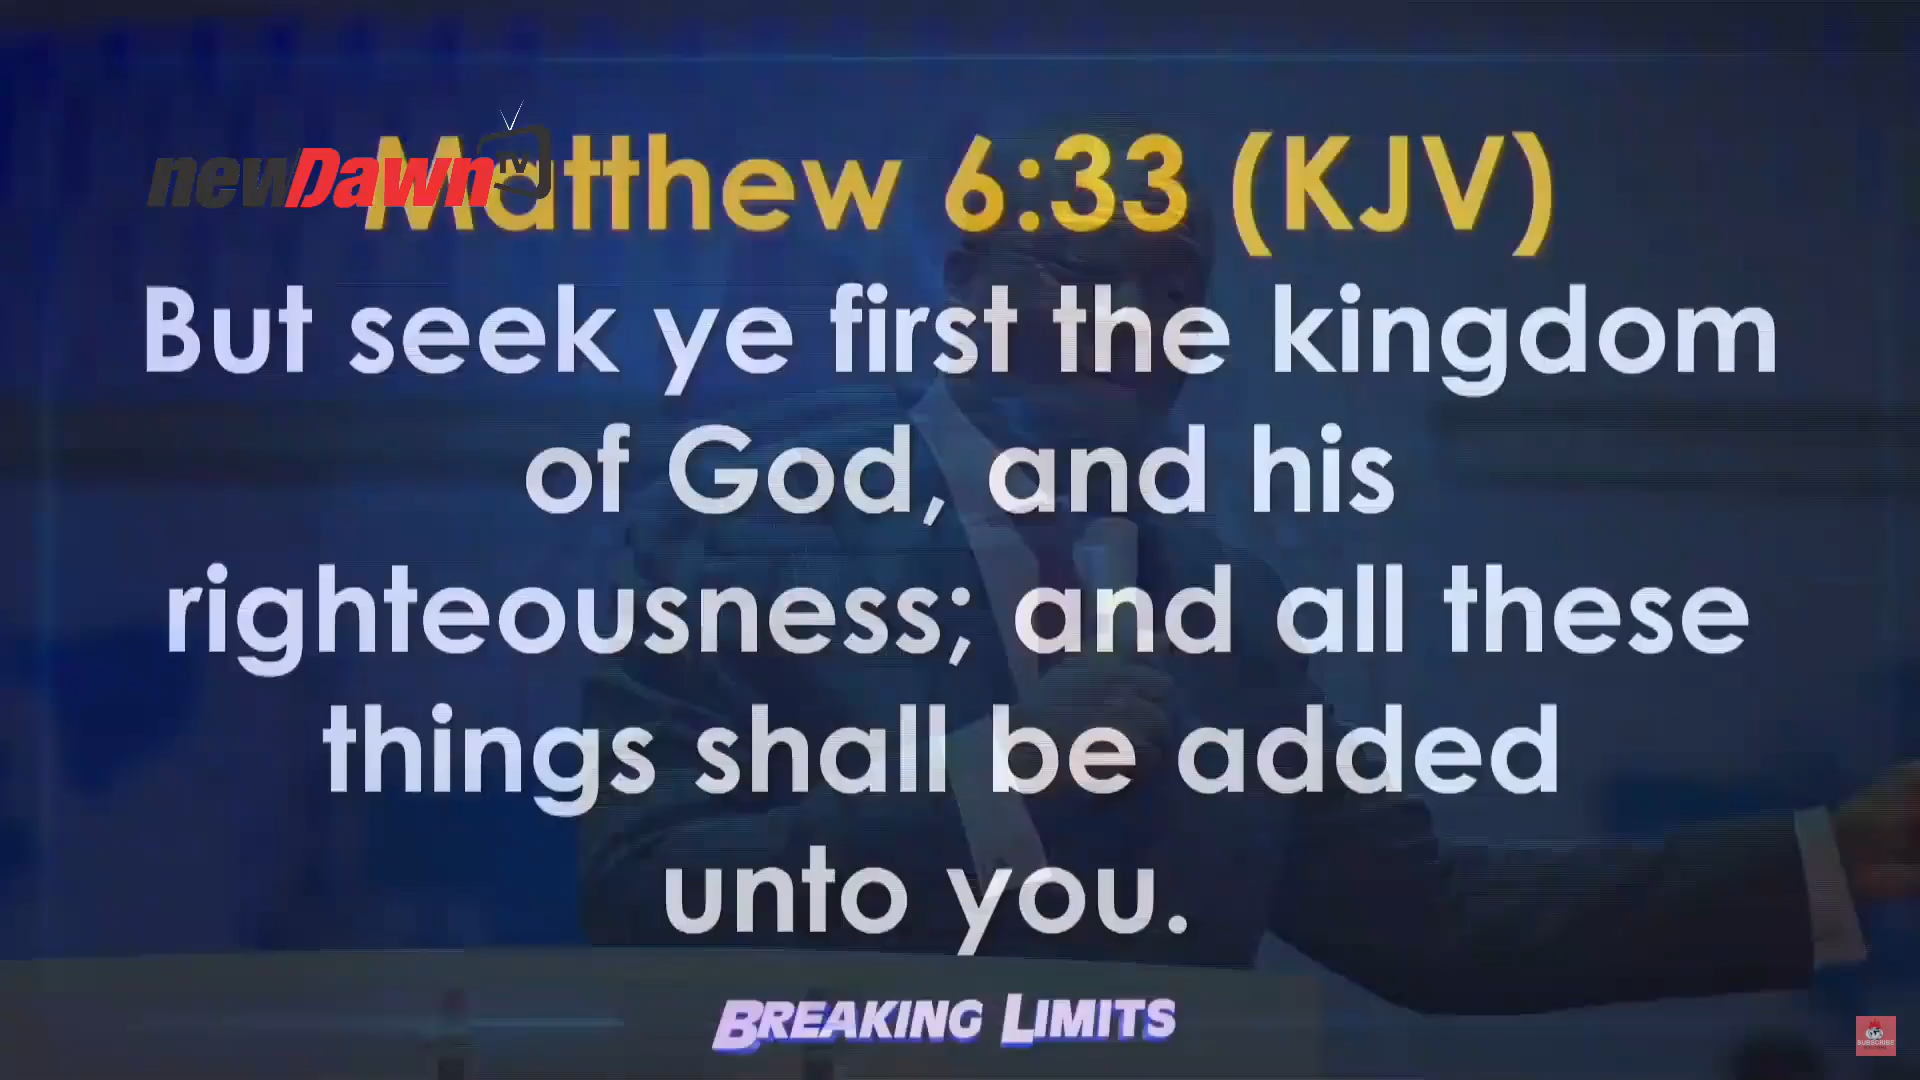 newDawn TV
Matthew 6:33 (KJV)
But seek ye first the kingdom
of God, and his
righteousness; and all these
things shall be added
unto you.
BREAKING LIMITS
SUBSCRIBE